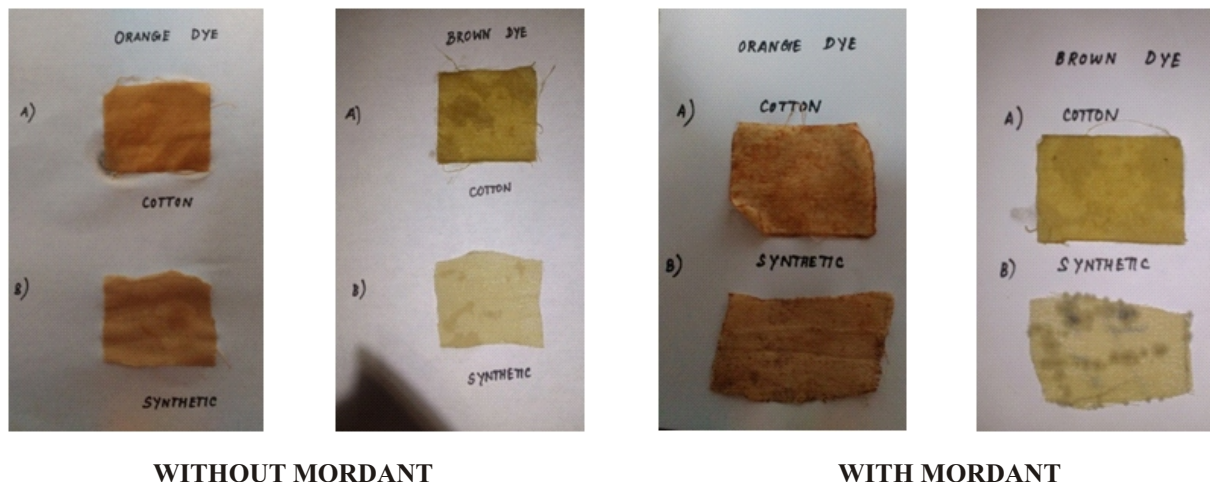 ORANGE DYE
A)
COTTON
B)
SYNTHETIC
BROWN DYE
A)
COTTON
B)
SYNTHETIC
ORANGE DYE
A) COTTON
B) SYNTHETIC
BROWN DYE
A) COTTON
B) SYNTHETIC
WITHOUT MORDANT
WITH MORDANT